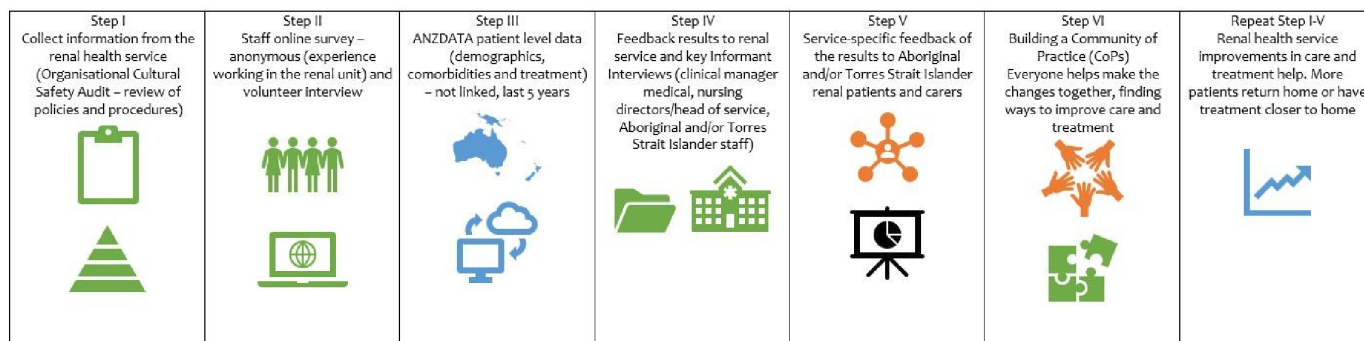 Step I
Collect information from the
renal health service
(Organisational Cultural
Safety Audit – review of
policies and procedures)
Step II
Staff online survey –
anonymous (experience
working in the renal unit) and
volunteer interview
Step III
ANZDATA patient level data
(demographics,
comorbidities and treatment)
– not linked, last 5 years
Step IV
Feedback results to renal
service and key Informant
Interviews (clinical manager
medical, nursing
directors/head of service,
Aboriginal and/or Torres
Strait Islander staff)
Step V
Service-specific feedback of
the results to Aboriginal
and/or Torres Strait Islander
renal patients and carers
Step VI
Building a Community of
Practice (CoPs)
Everyone helps make the
changes together, finding
ways to improve care and
treatment
Repeat Step I-V
Renal health service
improvements in care and
treatment help. More
patients return home or have
treatment closer to home